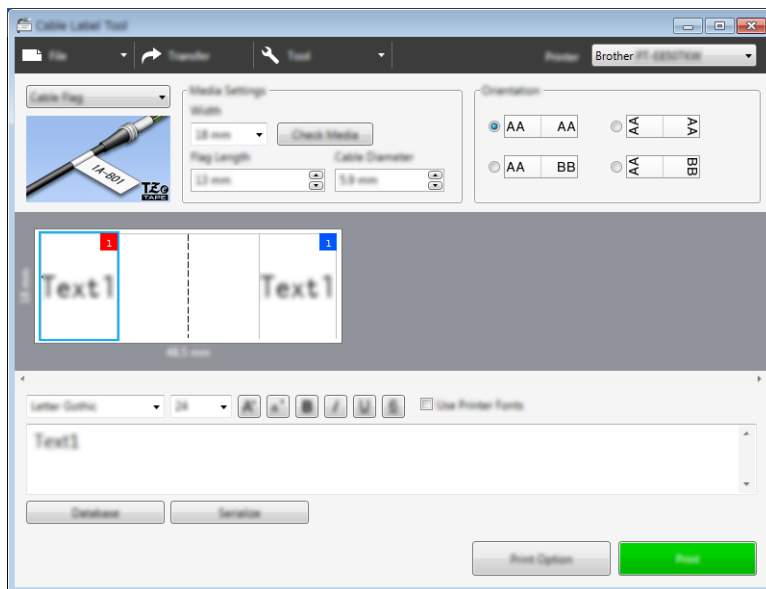 Cable Label Tool
File Transfer Tool Printer Brother PT-E850TKW
Cable Flag
Media Settings
Width
18 mm Check Media
Flag Length Cable Diameter
13 mm 5.9 mm
Orientation
AA AA
AA AA
AA BB
AA BB
1A-B01
TZe
TAPE
1 1
Text1 Text1
18 mm
48.5 mm
Letter Gothic 24 A A B I U Use Printer Fonts
Text1
Database Serialize
Print Option Print